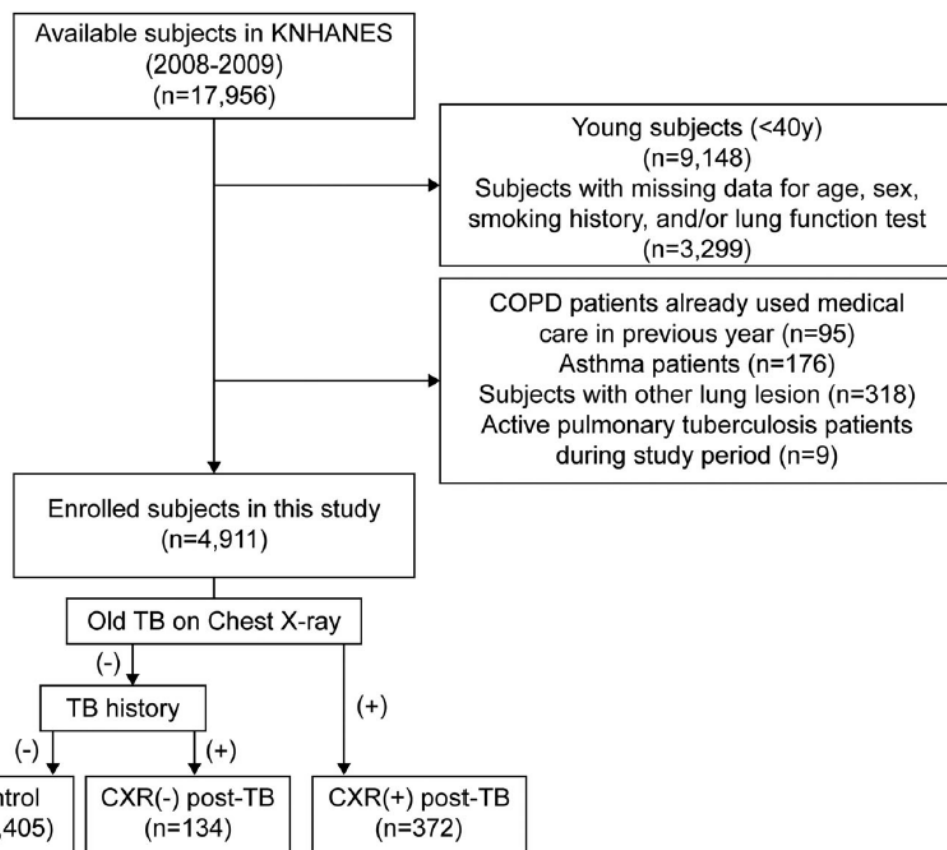 Available subjects in KNHANES
(2008-2009)
(n=17,956)
Young subjects (<40y)
(n=9,148)
Subjects with missing data for age, sex,
smoking history, and/or lung function test
(n=3,299)
COPD patients already used medical
care in previous year (n=95)
Asthma patients (n=176)
Subjects with other lung lesion (n=318)
Active pulmonary tuberculosis patients
during study period (n=9)
Enrolled subjects in this study
(n=4,911)
Old TB on Chest X-ray
(-)
TB history
(+)
(-)
(+)
ntrol
,405)
CXR(-) post-TB
(n=134)
CXR(+) post-TB
(n=372)